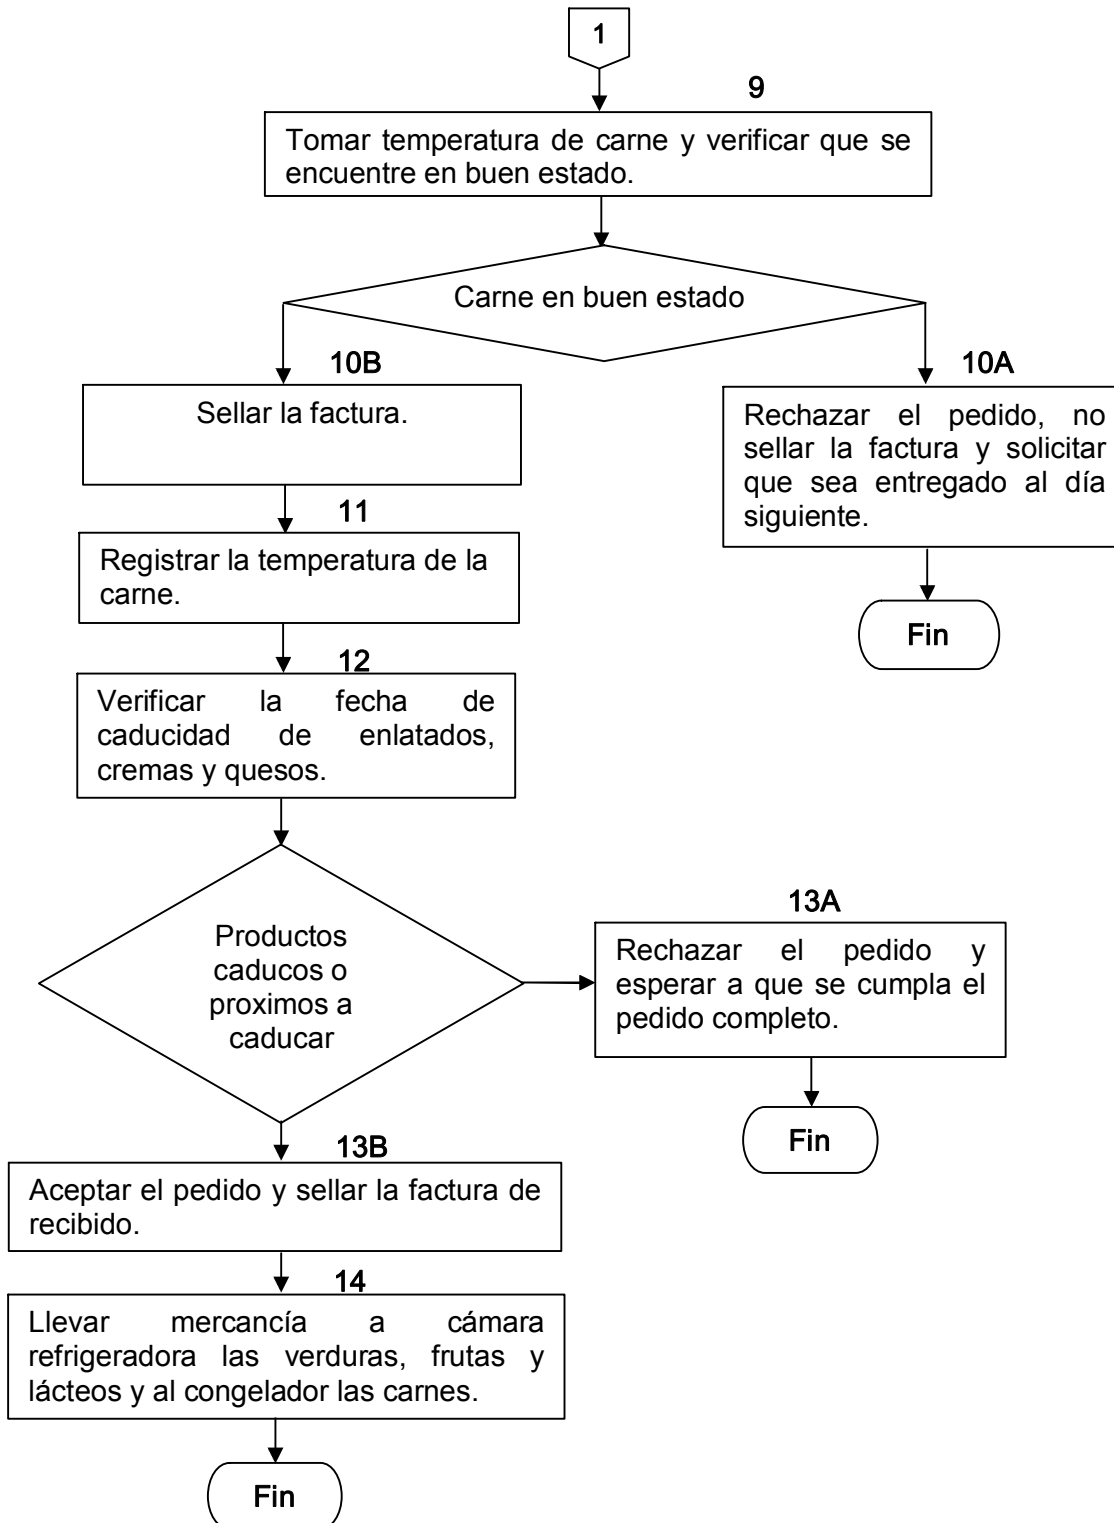 1
9
Tomar temperatura de carne y verificar que se
encuentre en buen estado.
Carne en buen estado
10B
Sellar la factura.
10A
Rechazar el pedido, no
sellar la factura y solicitar
que sea entregado al día
siguiente.
Fin
11
Registrar la temperatura de la
carne.
12
Verificar la fecha de
caducidad de enlatados,
cremas y quesos.
Productos
caducos o
proximos a
caducar
13A
Rechazar el pedido y
esperar a que se cumpla el
pedido completo.
Fin
13B
Aceptar el pedido y sellar la factura de
recibido.
14
Llevar mercancía a cámara
refrigeradora las verduras, frutas y
lácteos y al congelador las carnes.
Fin